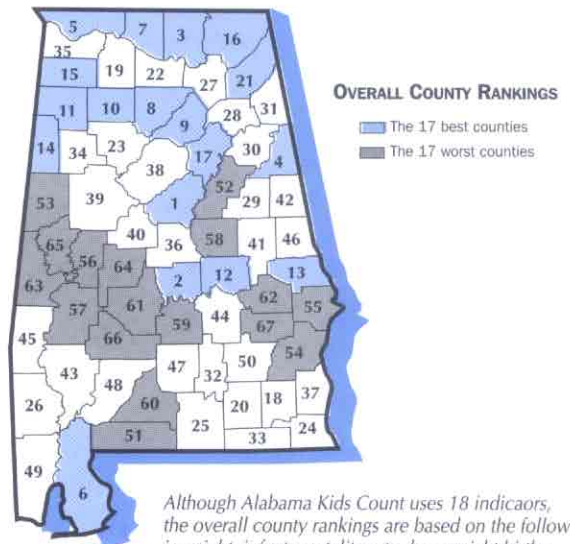 5 7 3 16
35
15 19 22 27 21
11 10 8 9 28 31
14 34 23 38 17 30 4
53 39 1 52 29 42
40 36 58 41 46
65 56 64 2 12 13
63 57 61 59 44 62 55
66 67 54
45 43 48 47 32 50
26 60 20 18 37
51 25 33 24
49 6
OVERALL COUNTY RANKINGS
The 17 best counties
The 17 worst counties
Although Alabama Kids Count uses 18 indicaors,
the overall county rankings are based on the follow